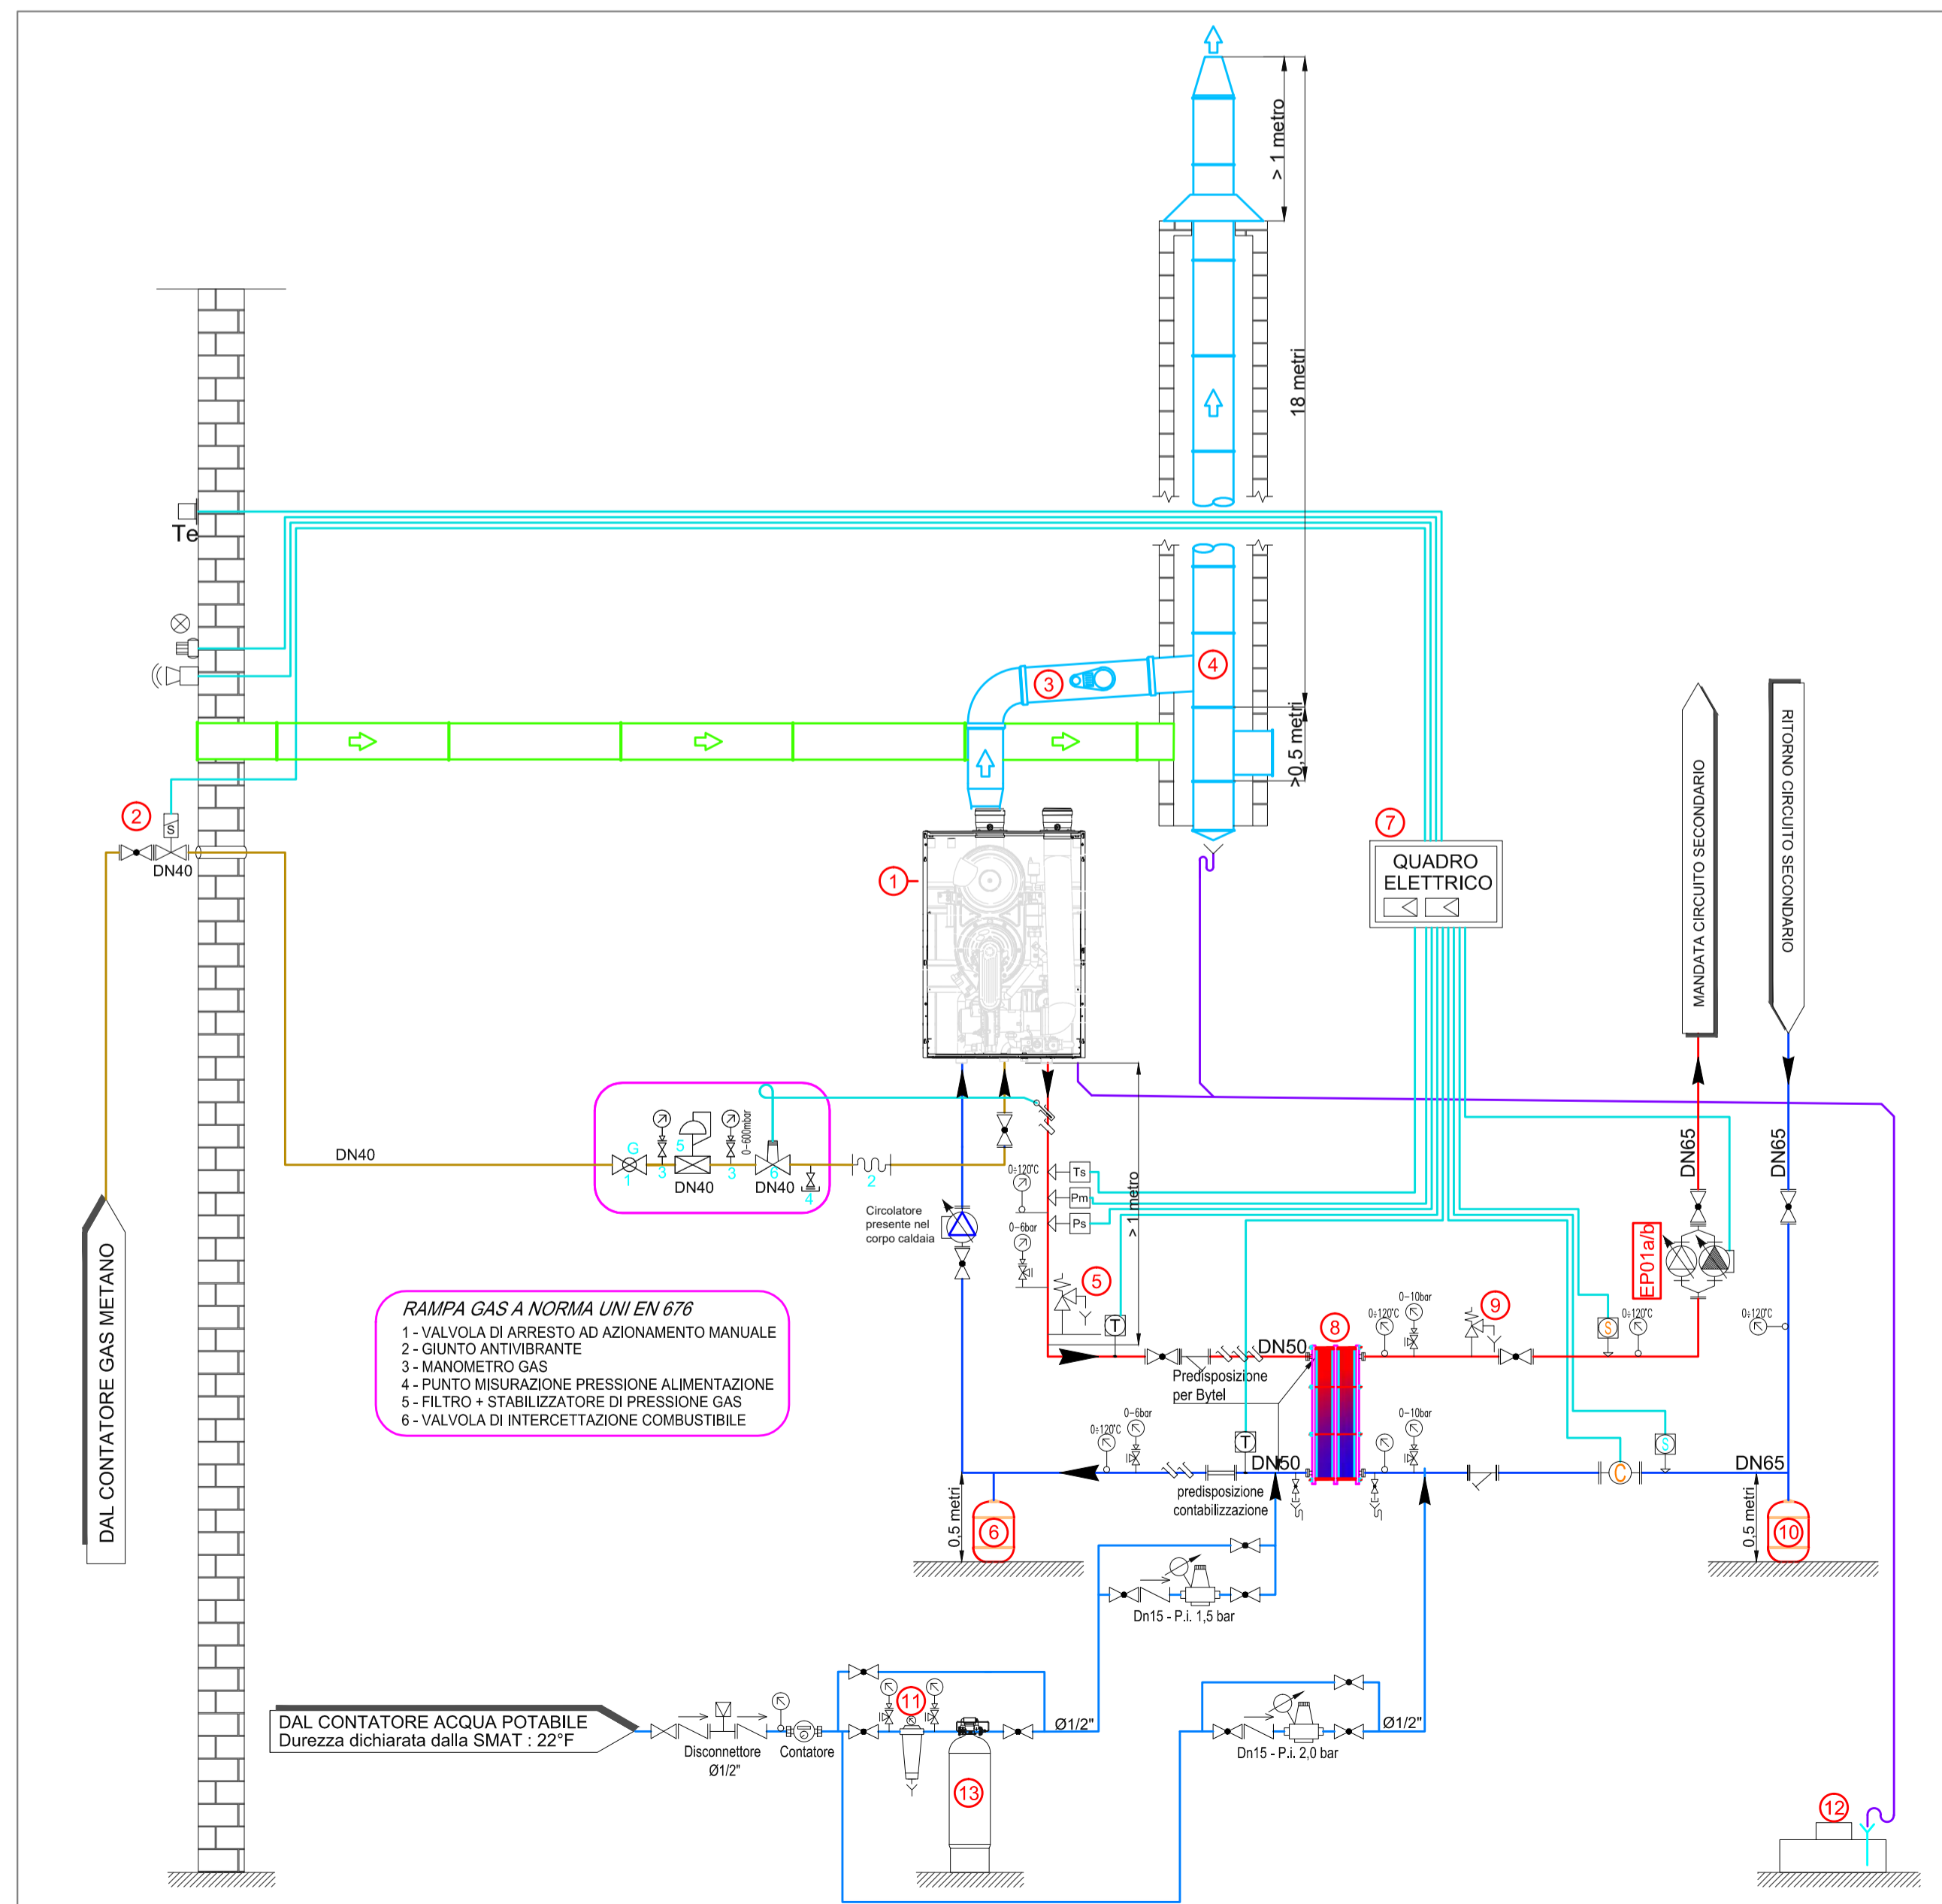 > 1 metro
18 metri
Te
4
3
>0,5 metri
2
S
DN40
1
7
QUADRO
ELETTRICO
MANDATA CIRCUITO SECONDARIO
RITORNO CIRCUITO SECONDARIO
DN40
G
1
3
5
DN40
3
0-600mbar
6
DN40
4
2
Circolatore
presente nel
corpo caldaia
0÷120°C
0-6bar
Ts
Pm
Ps
> 1 metro
5
T
DN65
DN65
EP01a/b
DAL CONTATORE GAS METANO
RAMPA GAS A NORMA UNI EN 676
1 - VALVOLA DI ARRESTO AD AZIONAMENTO MANUALE
2 - GIUNTO ANTIVIBRANTE
3 - MANOMETRO GAS
4 - PUNTO MISURAZIONE PRESSIONE ALIMENTAZIONE
5 - FILTRO + STABILIZZATORE DI PRESSIONE GAS
6 - VALVOLA DI INTERCETTAZIONE COMBUSTIBILE
DN50
8
0÷120°C
0-10bar
9
S
0÷120°C
0÷120°C
Predisposizione
per Bytel
0÷120°C
0-6bar
T
DN50
0-10bar
C
S
DN65
predisposizione
contabilizzazione
0,5 metri
6
0,5 metri
10
Dn15 - P.i. 1,5 bar
DAL CONTATORE ACQUA POTABILE
Durezza dichiarata dalla SMAT : 22°F
Disconnettore
Ø1/2"
Contatore
11
13
Ø1/2"
Dn15 - P.i. 2,0 bar
Ø1/2"
12